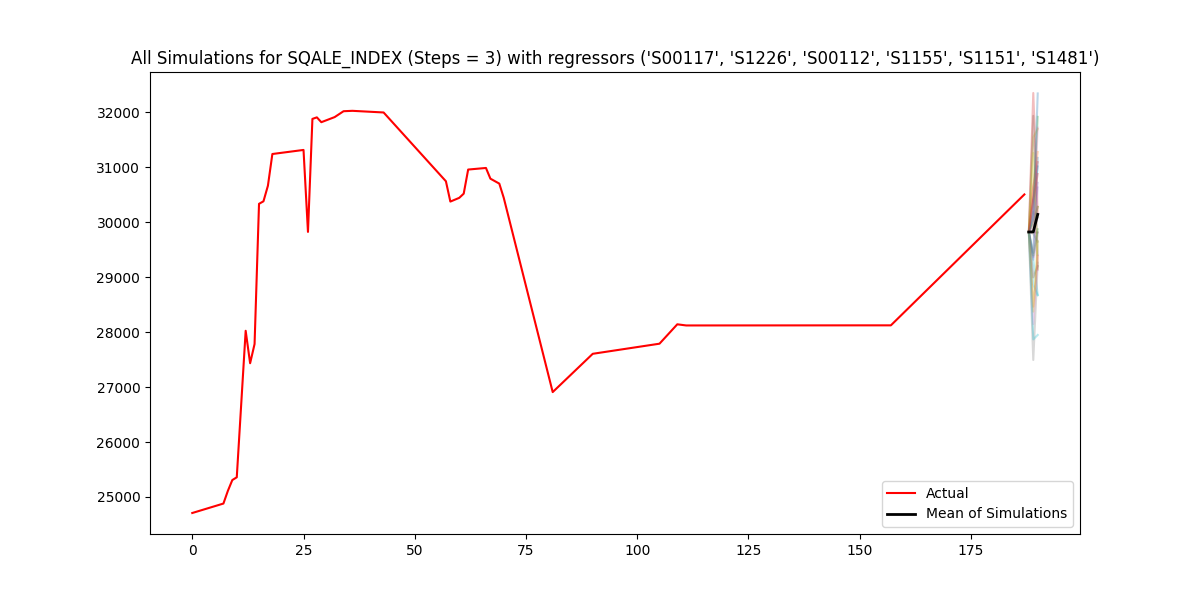 All Simulations for SQALE_INDEX (Steps = 3) with regressors ('S00117', 'S1226', 'S00112', 'S1155', 'S1151', 'S1481')
32000
31000
30000
29000
28000
27000
26000
25000
Actual
Mean of Simulations
0 25 50 75 100 125 150 175